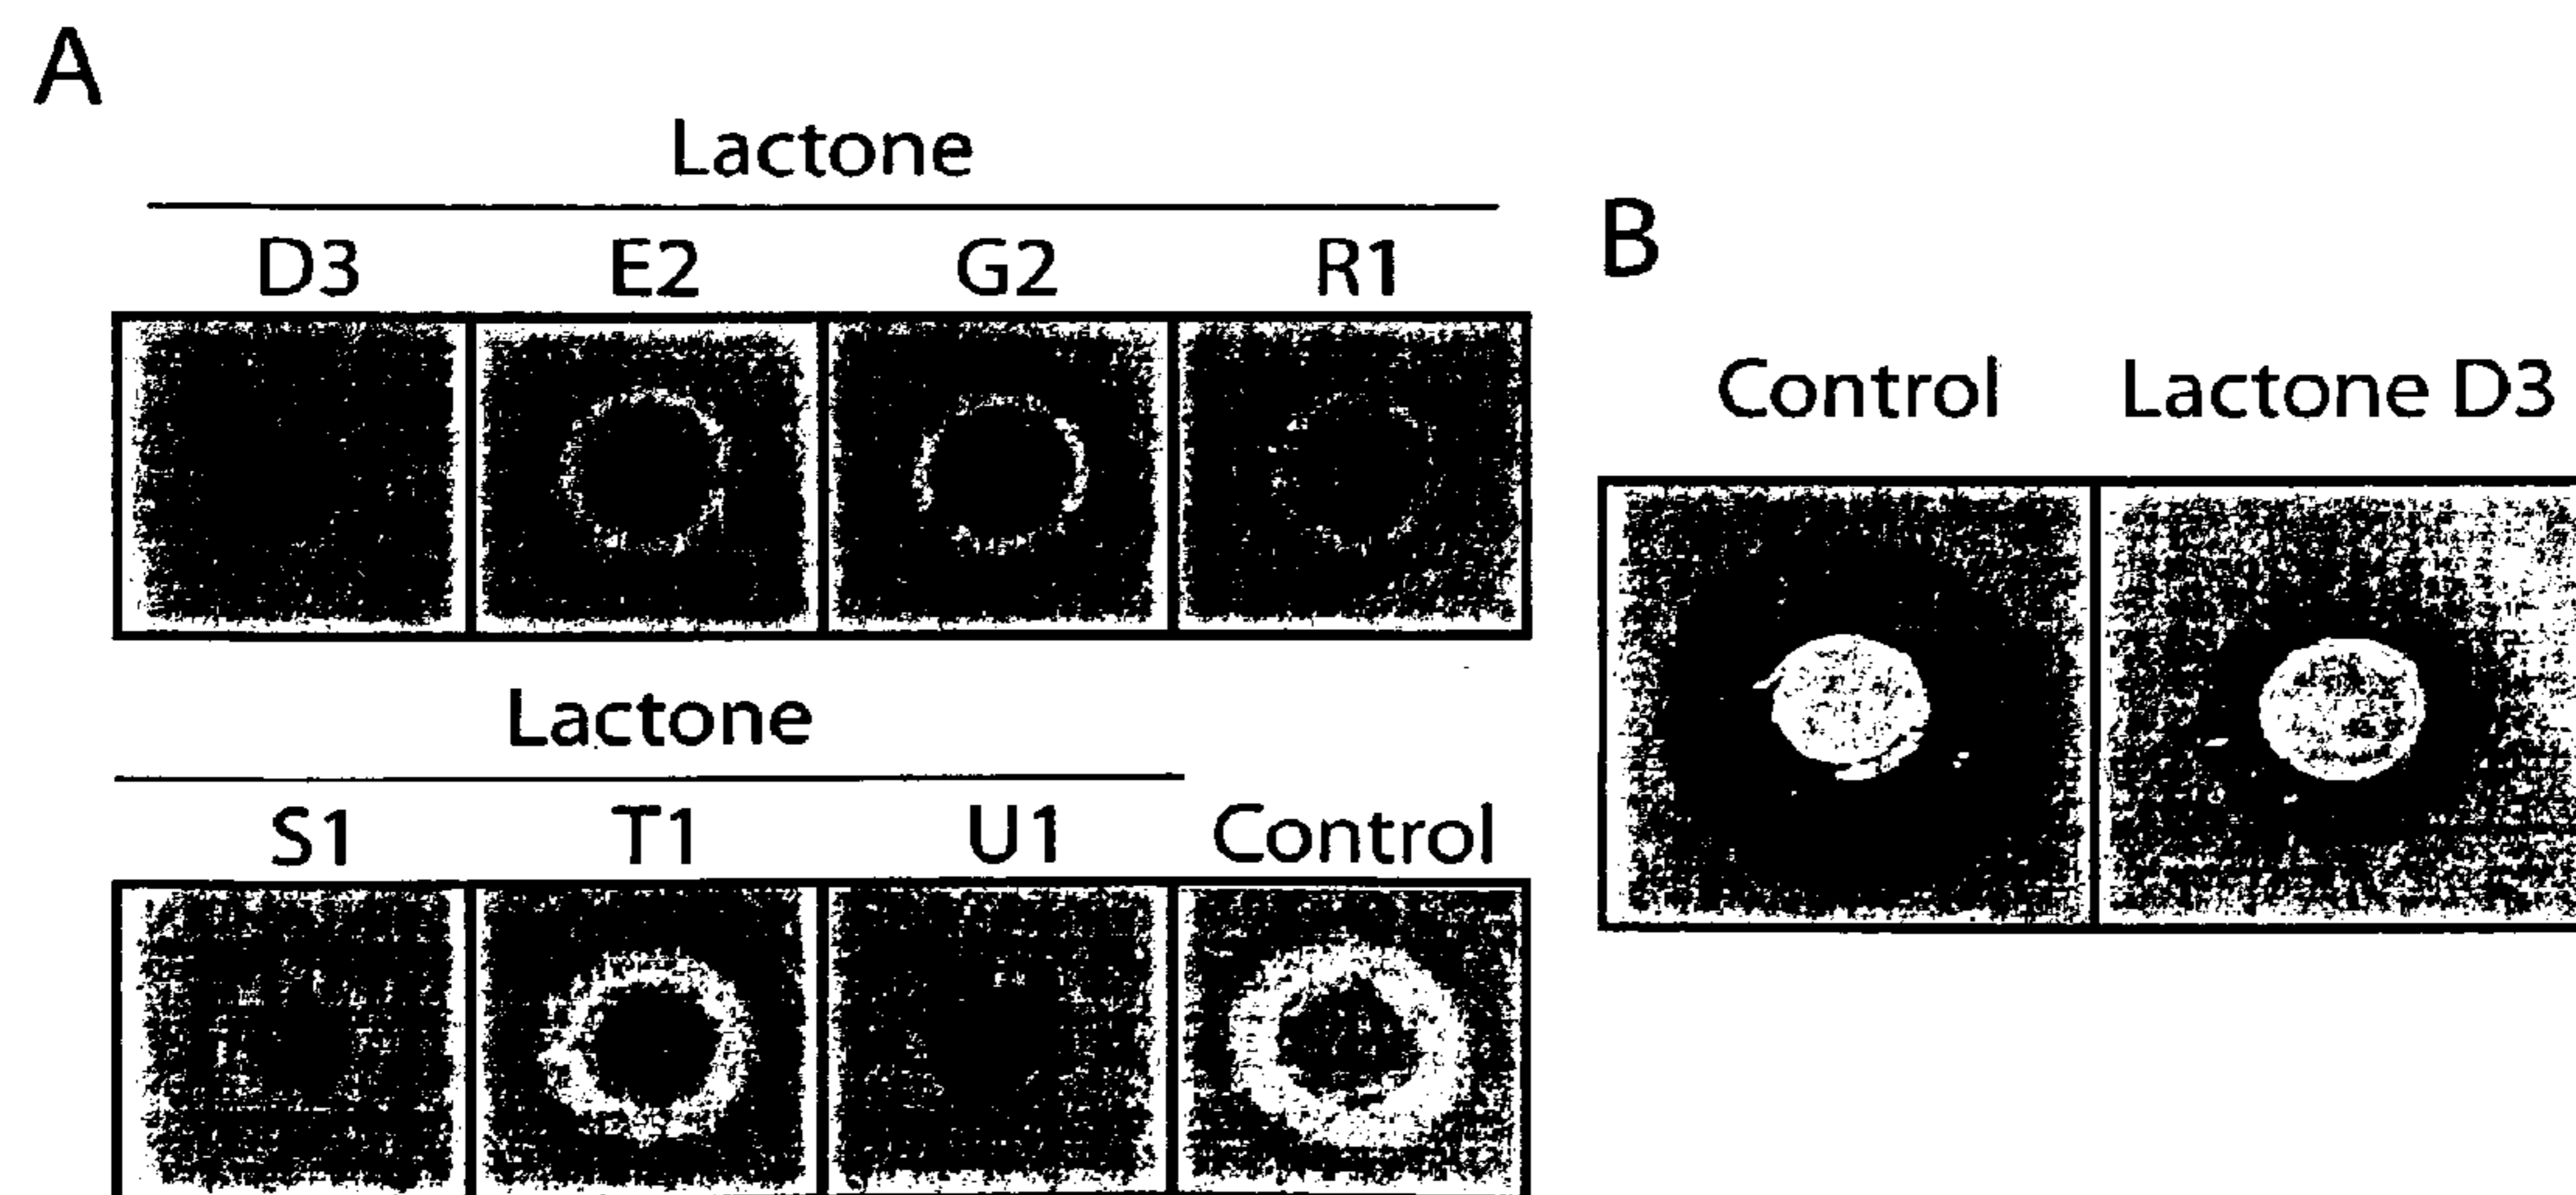 A
Lactone
D3 E2 G2 R1
Lactone
S1 T1 U1 Control
B
Control Lactone D3